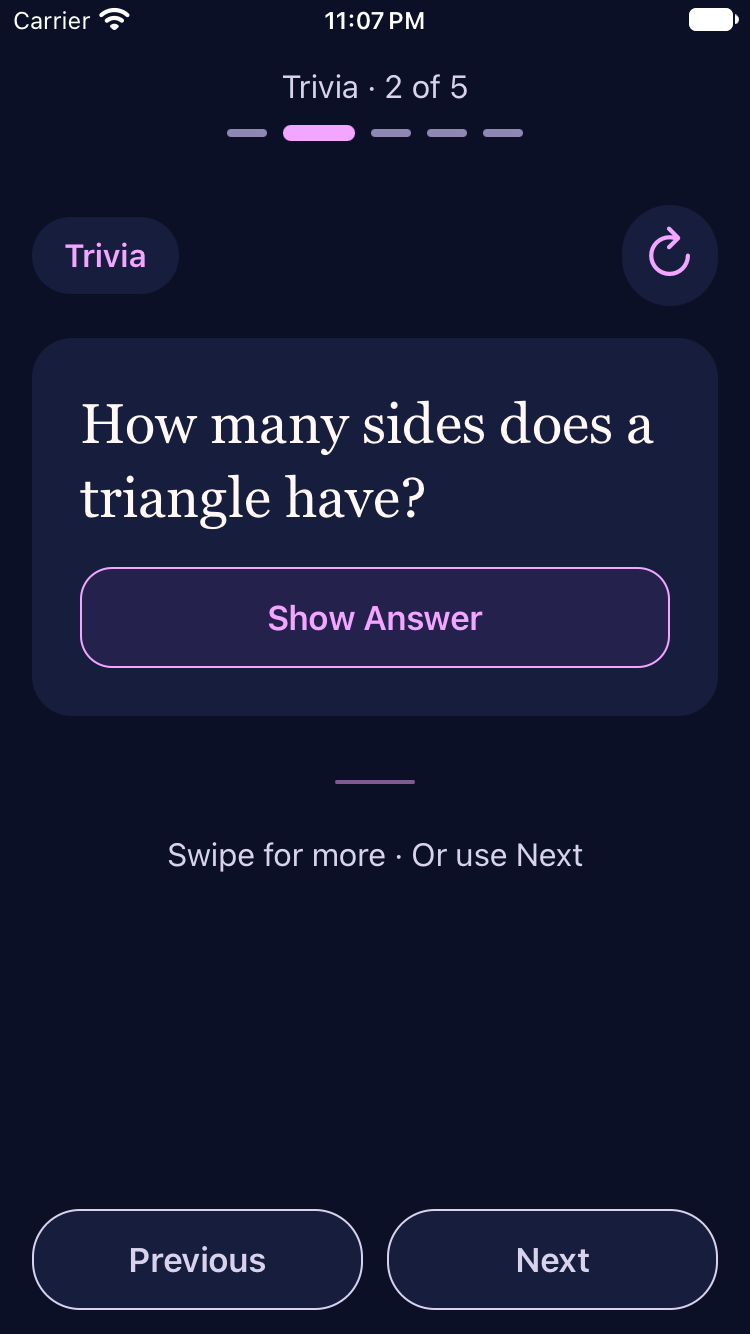 Carrier 11:07 PM
Trivia · 2 of 5
Trivia
How many sides does a
triangle have?
Show Answer
Swipe for more · Or use Next
Previous Next